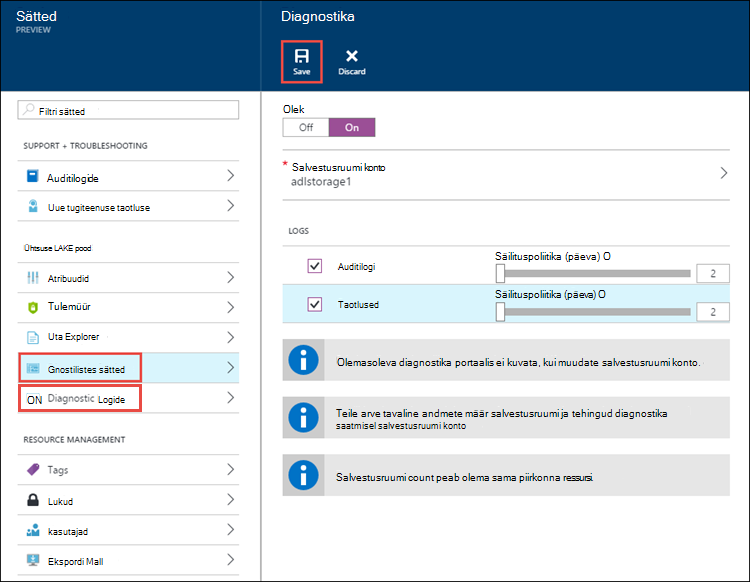 Sätted
PREVIEW
Filtri sätted
SUPPORT + TROUBLESHOOTING
Auditilogide
Uue tugiteenuse taotluse
Ühtsuse LAKE pood
Atribuudid
Tulemüür
Uta Explorer
Gnostilistes sätted
ON Diagnostic Logide
RESOURCE MANAGEMENT
Tags
Lukud
kasutajad
Ekspordi Mall
Diagnostika
Save
Discard
Olek
Off
On
* Salvestusruumi konto
adlstorage1
LOGS
Auditilogi
Säilituspoliitika (päeva) O
2
Taotlused
Säilituspoliitika (päeva) O
2
Olemasoleva diagnostika portaalis ei kuvata, kui muudate salvestusruumi konto.
Teile arve tavaline andmete määr salvestusruumi ja tehingud diagnostika
saatmisel salvestusruumi konto
Salvestusruumi count peab olema sama piirkonna ressursi.